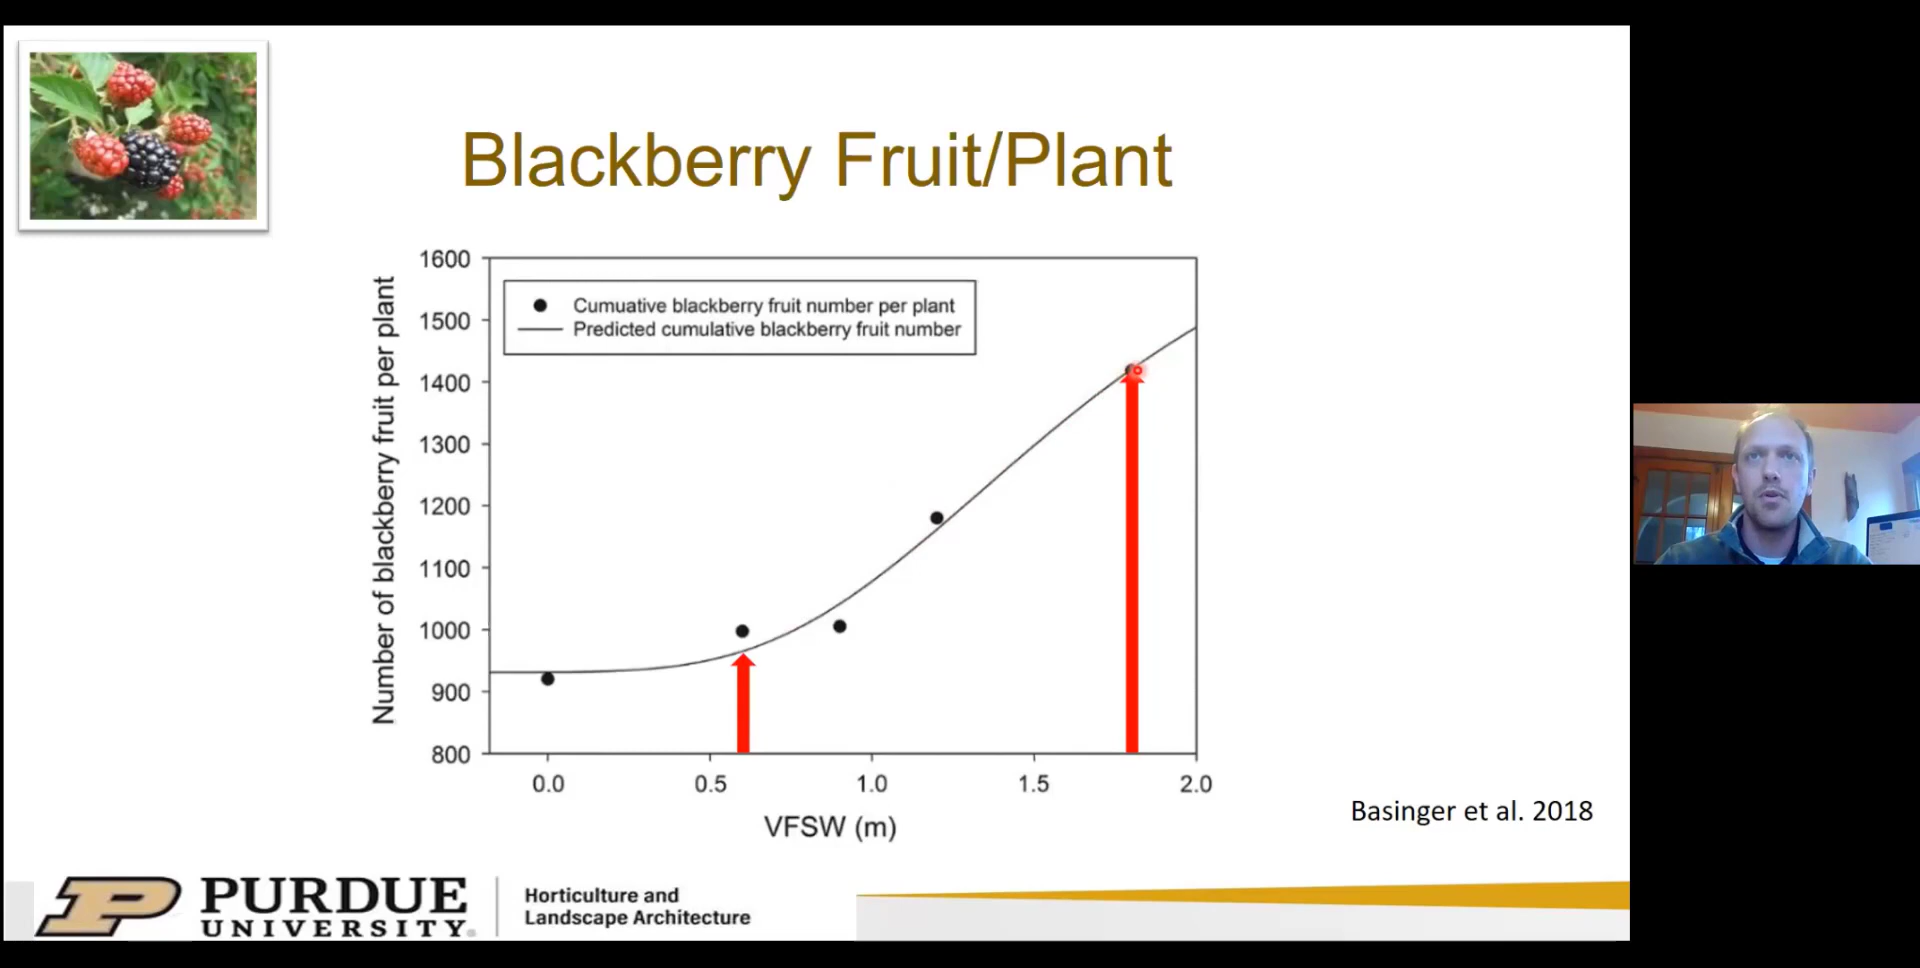 Blackberry Fruit/Plant
Number of blackberry fruit per plant
1600
1500
1400
1300
1200
1100
1000
900
800
Cumuative blackberry fruit number per plant
Predicted cumulative blackberry fruit number
0.0 0.5 1.0 1.5 2.0
VFSW (m)
Basinger et al. 2018
PURDUE
UNIVERSITY
Horticulture and
Landscape Architecture